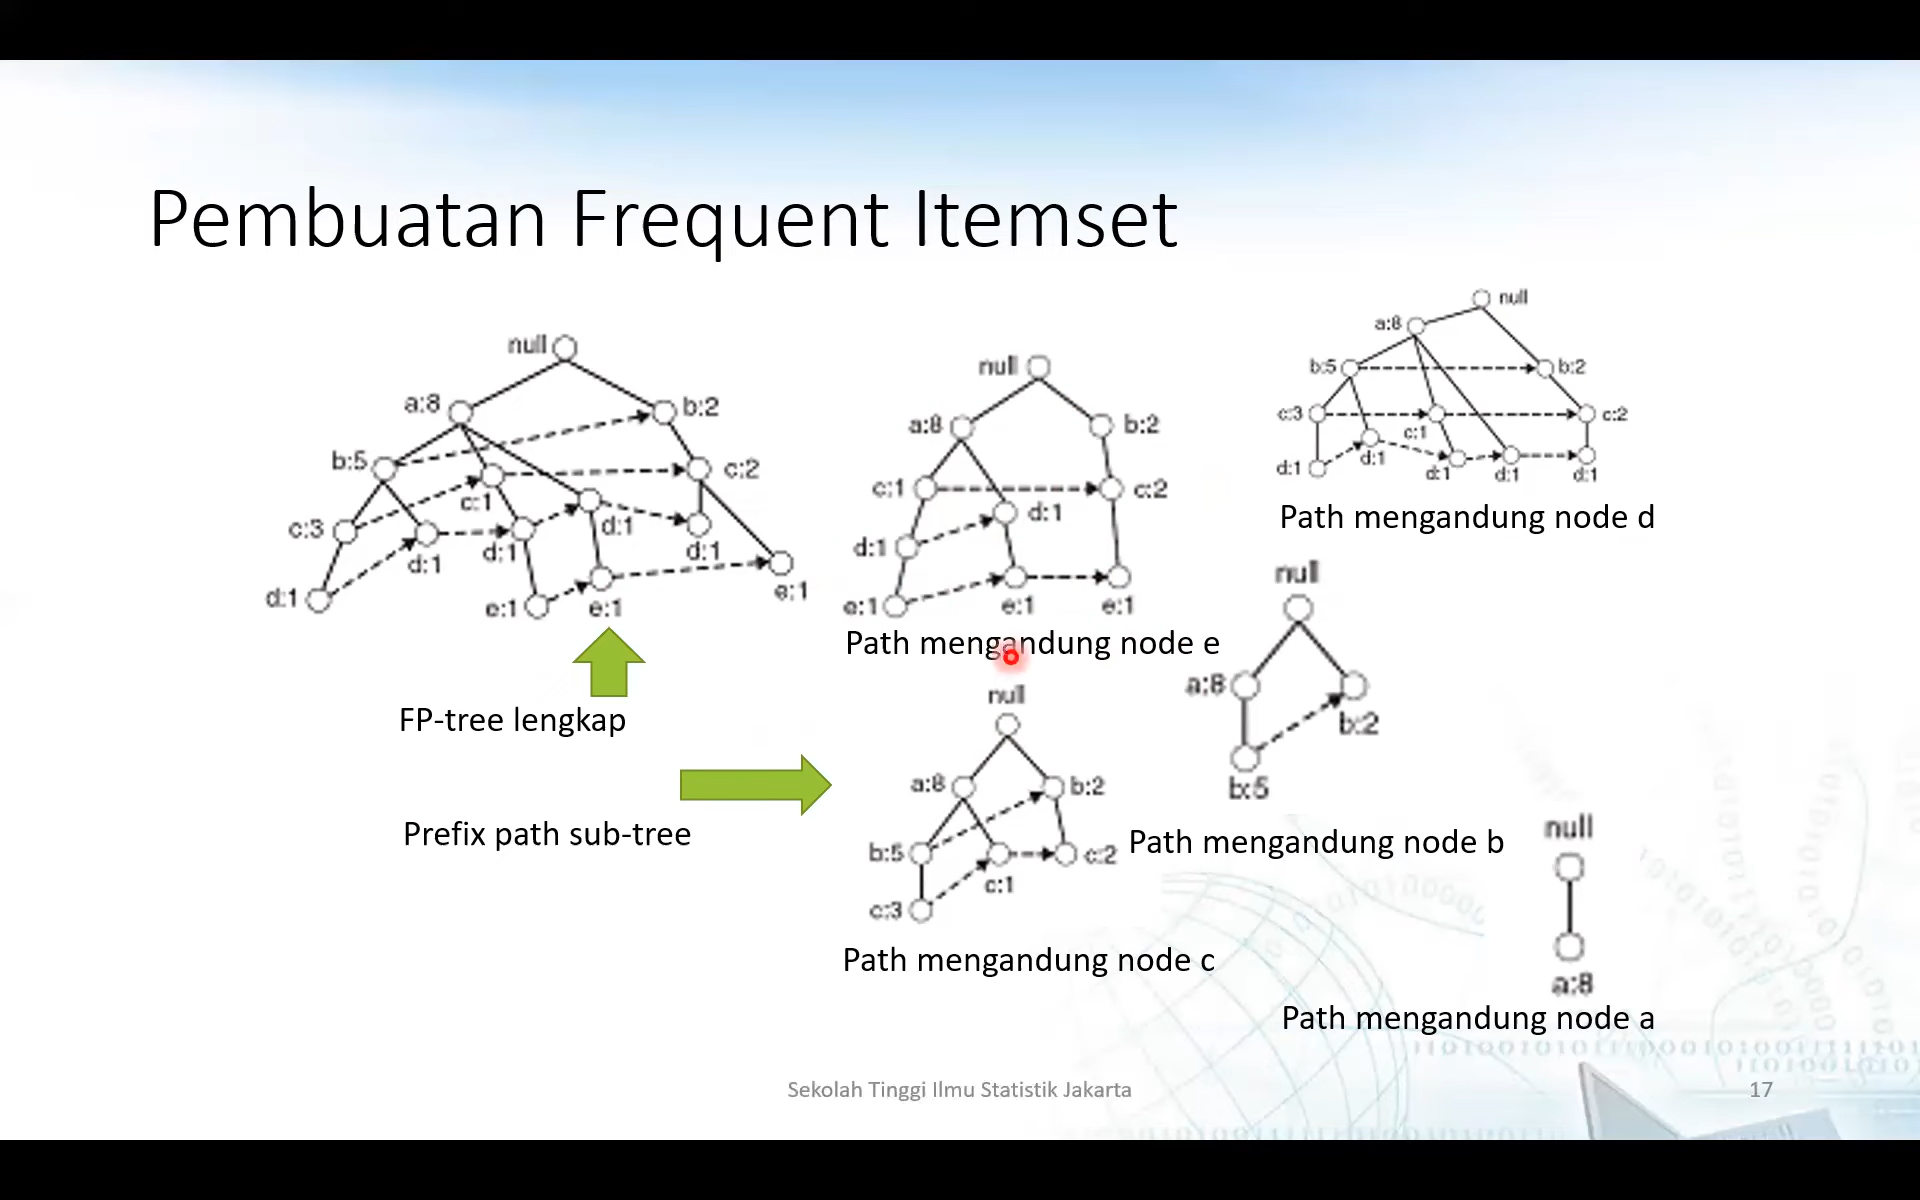 Pembuatan Frequent Itemset
null
a:8
b:2
b:5
c:2
c:1
c:3
d:1
d:1
d:1
d:1
d:1
e:1
e:1
e:1
FP-tree lengkap
Prefix path sub-tree
null
a:8
b:2
c:1
c:2
d:1
d:1
e:1
e:1
e:1
Path mengandung node e
null
a:8
b:5
b:2
c:3
c:1
c:2
d:1
d:1
d:1
d:1
d:1
Path mengandung node d
null
a:8
b:2
b:5
c:2
c:1
c:3
Path mengandung node c
null
a:8
b:2
b:5
Path mengandung node b
null
a:8
Path mengandung node a
Sekolah Tinggi Ilmu Statistik Jakarta
17